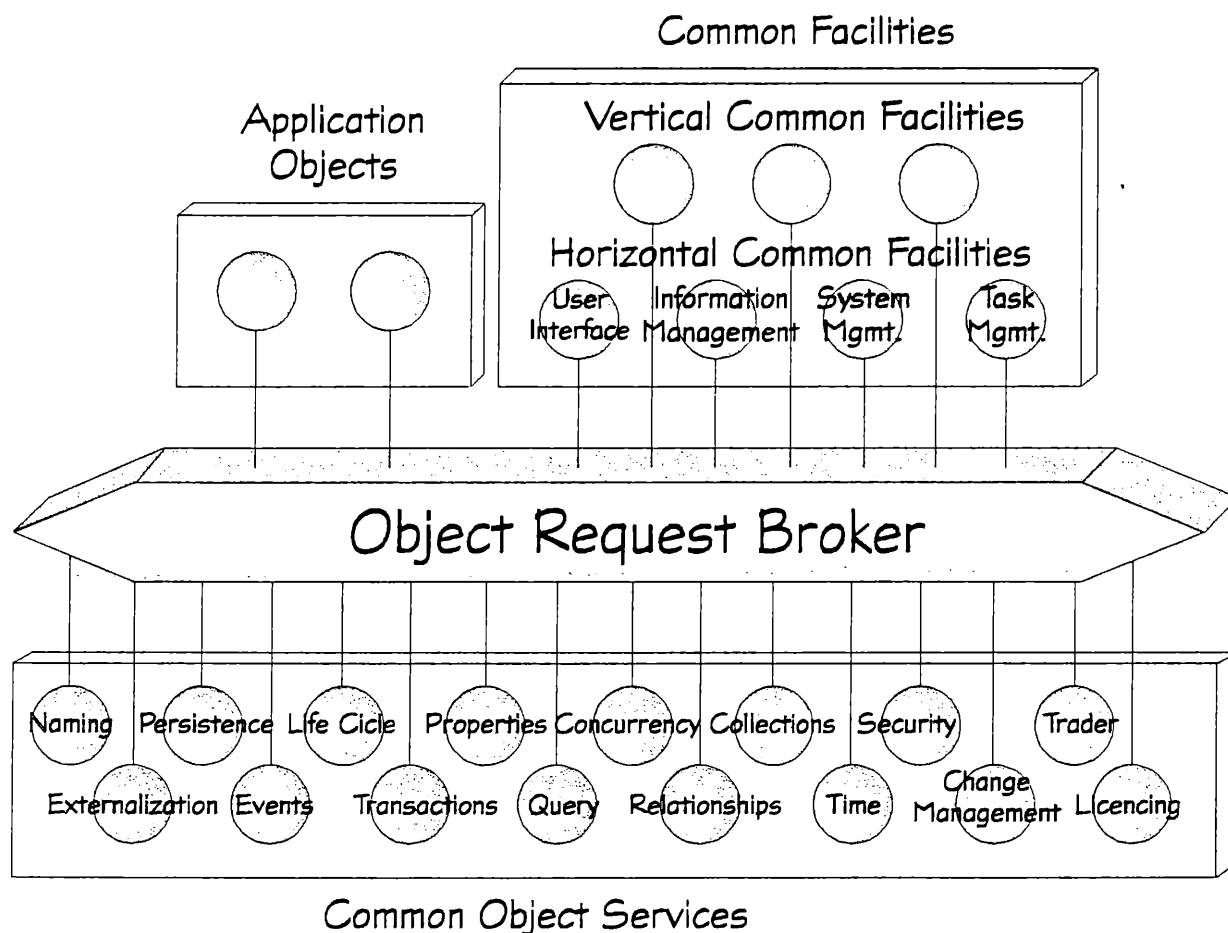 Common Facilities
Application
Objects
Vertical Common Facilities
Horizontal Common Facilities
User
Interface
Information
Management
System
Mgmt.
Task
Mgmt.
Object Request Broker
Naming
Persistence
Life Cicle
Properties
Concurrency
Collections
Security
Trader
Externalization
Events
Transactions
Query
Relationships
Time
Change
Management
Licencing
Common Object Services